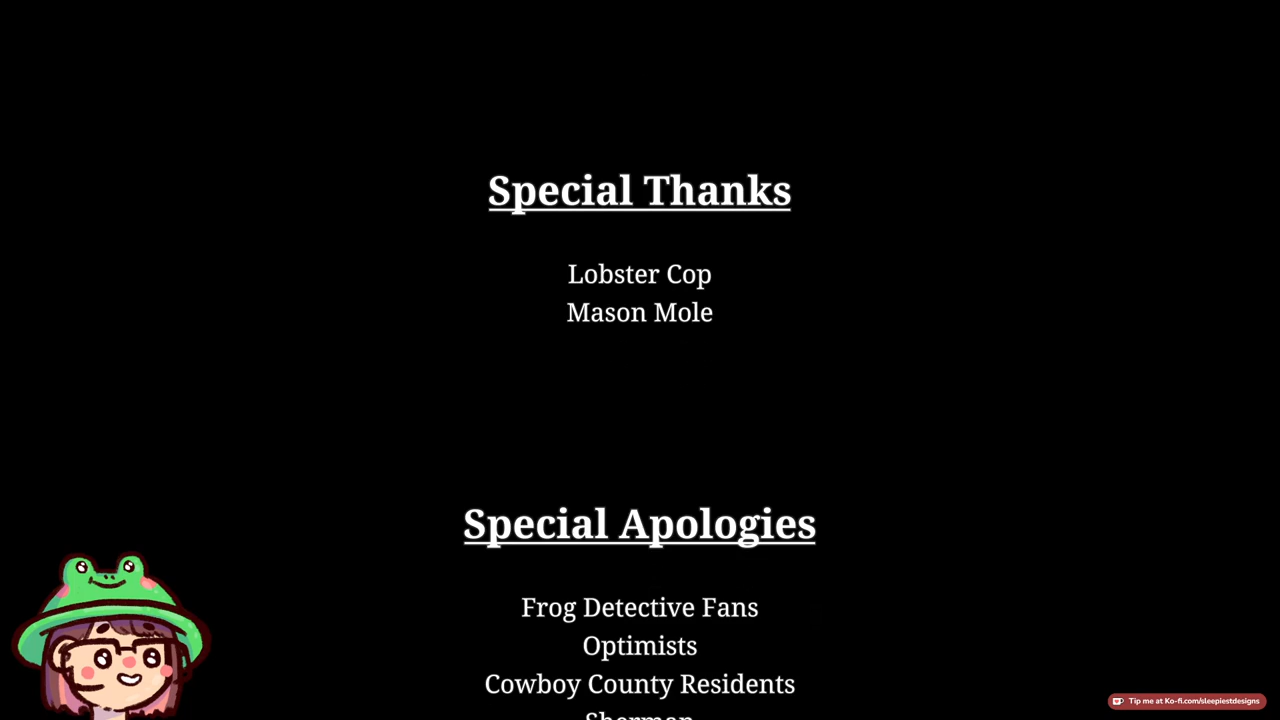 Special Thanks
Lobster Cop
Mason Mole
Special Apologies
Frog Detective Fans
Optimists
Cowboy County Residents
Sherman
Tip me at Ko-fi.com/sleepiestdesigns